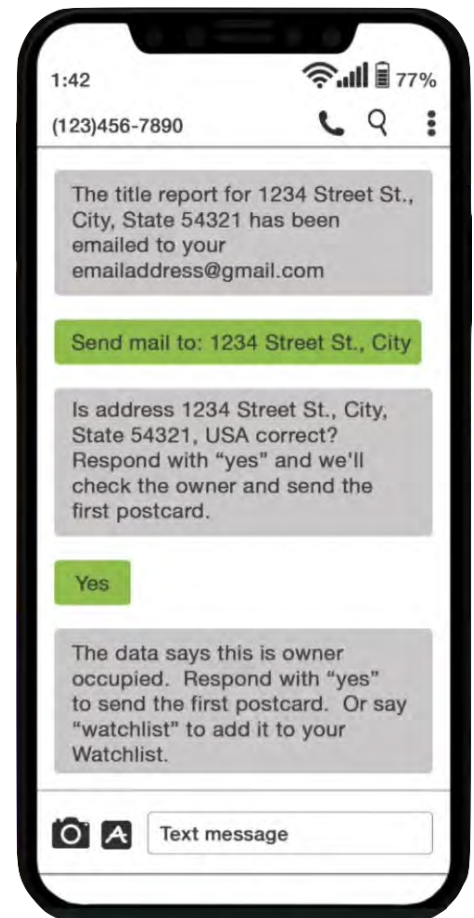 1:42
77%
(123)456-7890
The title report for 1234 Street St.,
City, State 54321 has been
emailed to your
emailaddress@gmail.com
Send mail to: 1234 Street St., City
Is address 1234 Street St., City,
State 54321, USA correct?
Respond with “yes” and we'll
check the owner and send the
first postcard.
Yes
The data says this is owner
occupied.  Respond with “yes”
to send the first postcard.  Or say
“watchlist” to add it to your
Watchlist.
A
Text message